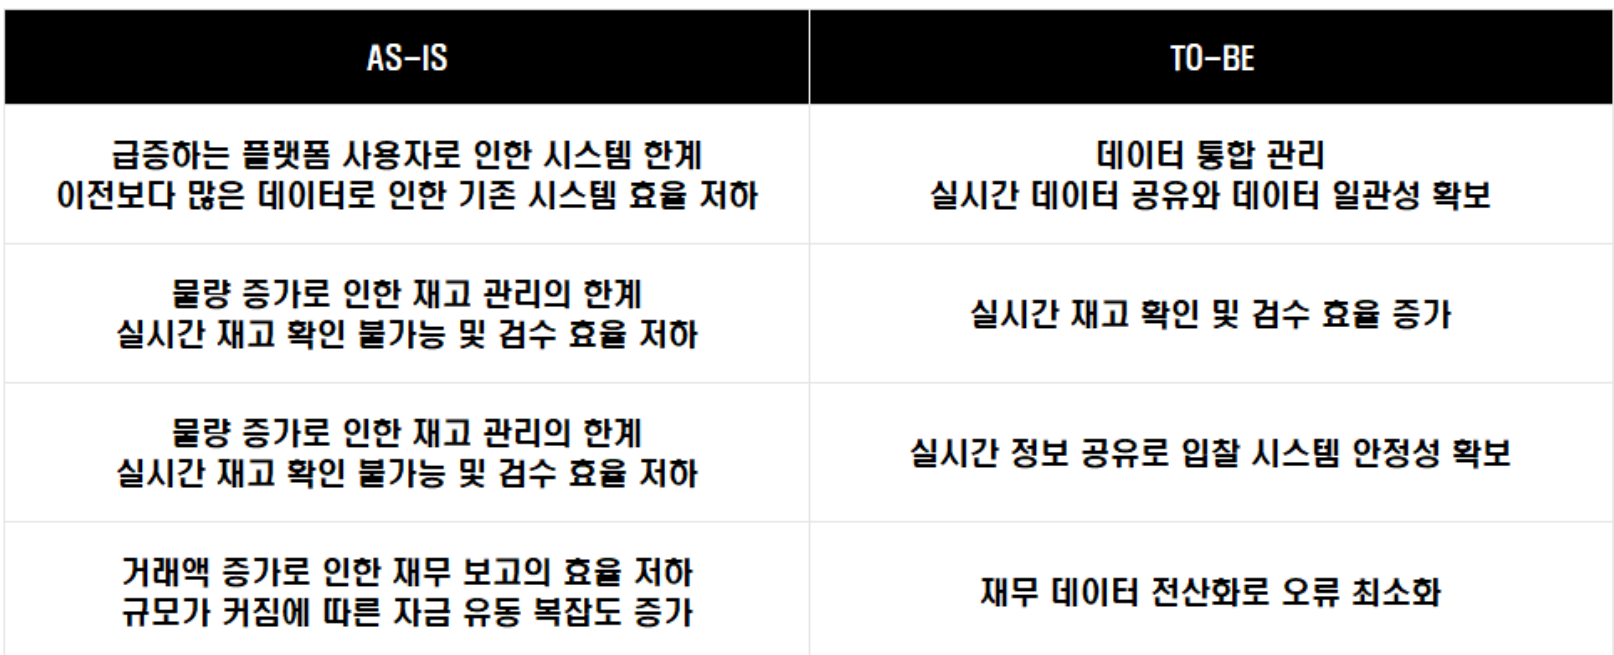 AS-IS
TO-BE
급증하는 플랫폼 사용자로 인한 시스템 한계
이전보다 많은 데이터로 인한 기존 시스템 효율 저하
데이터 통합 관리
실시간 데이터 공유와 데이터 일관성 확보
물량 증가로 인한 재고 관리의 한계
실시간 재고 확인 불가능 및 검수 효율 저하
실시간 재고 확인 및 검수 효율 증가
물량 증가로 인한 재고 관리의 한계
실시간 재고 확인 불가능 및 검수 효율 저하
실시간 정보 공유로 입찰 시스템 안정성 확보
거래액 증가로 인한 재무 보고의 효율 저하
규모가 커짐에 따른 자금 유동 복잡도 증가
재무 데이터 전산화로 오류 최소화